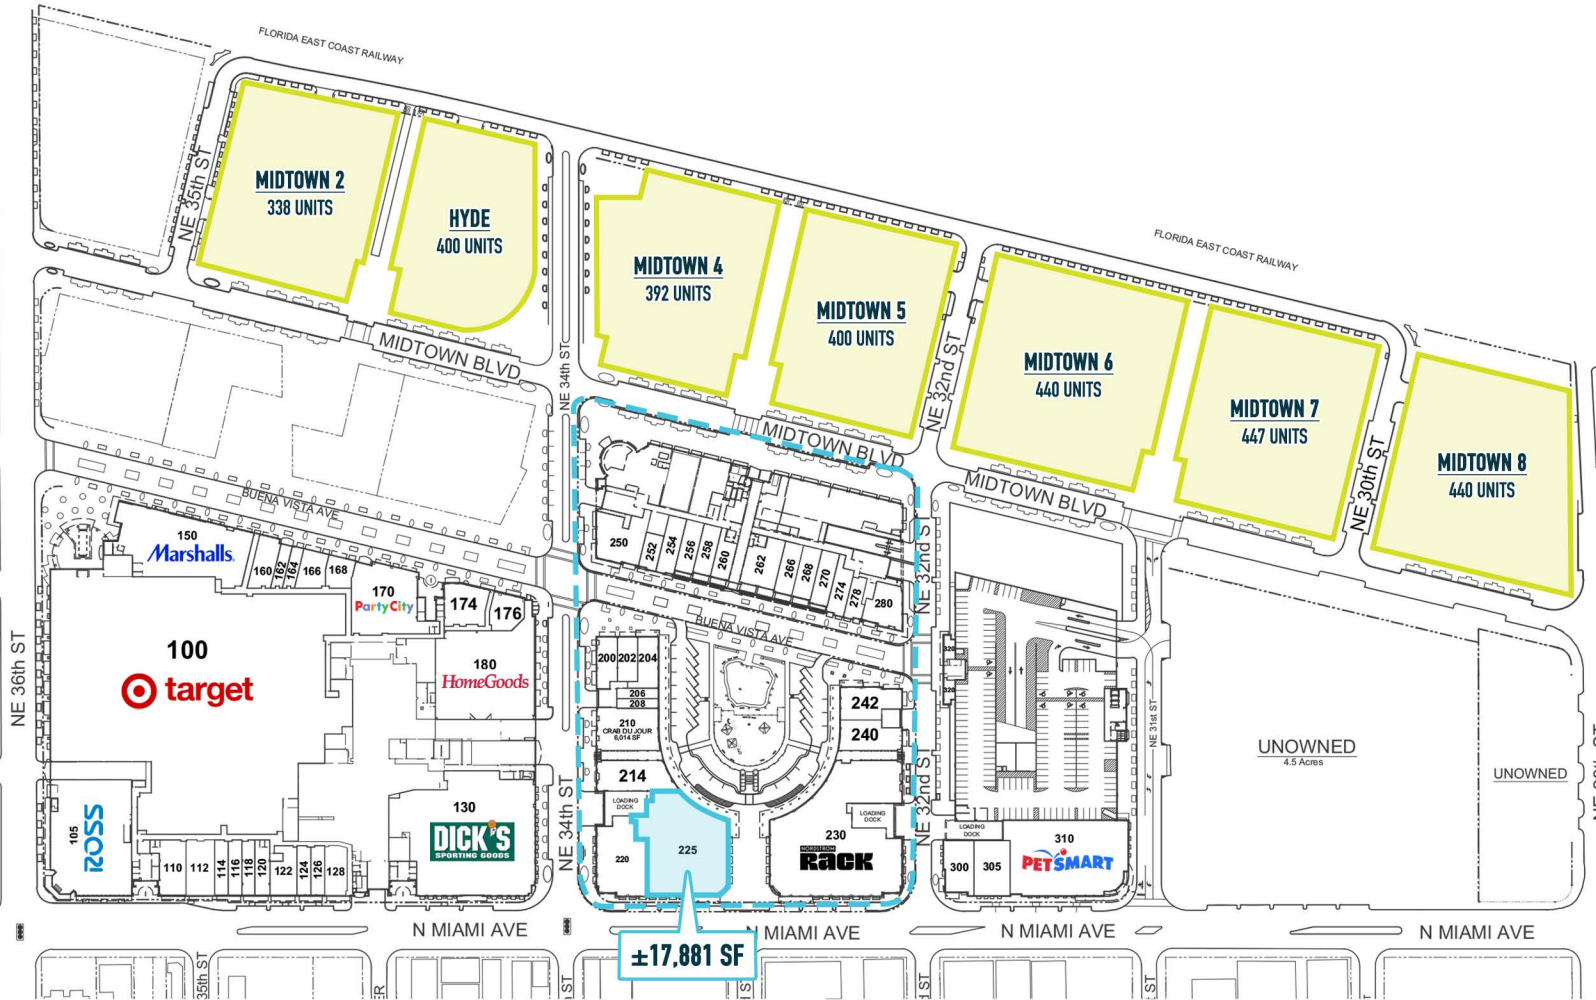 FLORIDA EAST COAST RAILWAY
NE 35th ST
MIDTOWN 2
338 UNITS
HYDE
400 UNITS
MIDTOWN 4
392 UNITS
MIDTOWN 5
400 UNITS
FLORIDA EAST COAST RAILWAY
MIDTOWN 6
440 UNITS
MIDTOWN 7
447 UNITS
MIDTOWN 8
440 UNITS
MIDTOWN BLVD
NE 34th ST
NE 32nd ST
NE 30th ST
MIDTOWN BLVD
MIDTOWN BLVD
BUENA VISTA AVE
150
Marshalls.
160
162
164
166
168
170
PartyCity
174
176
180
HomeGoods
100
target
NE 36th ST
105
ROSS
110
112
114
116
118
120
122
124
126
128
130
DICK'S
SPORTING GOODS
250
252
254
256
258
260
262
266
268
270
274
278
280
NE 32nd S
BUENA VISTA AVE
200
202
204
206
208
210
CRAB DU JOUR
6,014 SF
214
LOADING
DOCK
220
225
242
240
LOADING
DOCK
230
NORDSTROM
RACK
NE 34th ST
NE 32nd S
320
320
LOADING
DOCK
300
305
310
PETSMART
NE 31st ST
UNOWNED
4.5 Acres
UNOWNED
N MIAMI AVE
N MIAMI AVE
N MIAMI AVE
N MIAMI AVE
±17,881 SF
35th ST